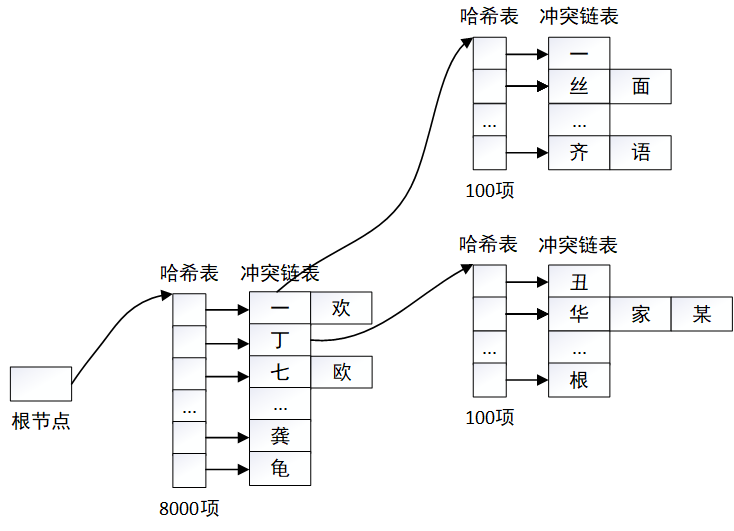 哈希表 冲突链表
一
丝 面
... ...
齐 语
100项
哈希表 冲突链表
丑
华 家 某
... ...
根
100项
哈希表 冲突链表
一 欢
丁
七 欧
... ...
龚
龟
8000项
根节点